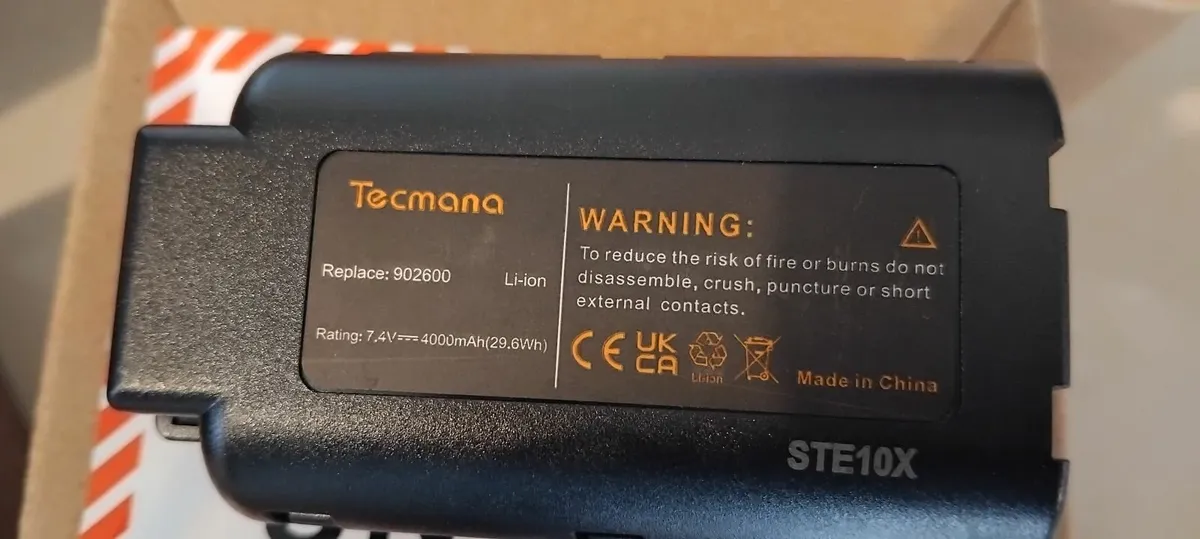 Tecmana
Replace: 902600 Li-ion
Rating: 7.4V⎓4000mAh(29.6Wh)
WARNING:
To reduce the risk of fire or burns do not
disassemble, crush, puncture or short
external contacts.
CE UK
CA
Li-ion
Made in China
STE10X